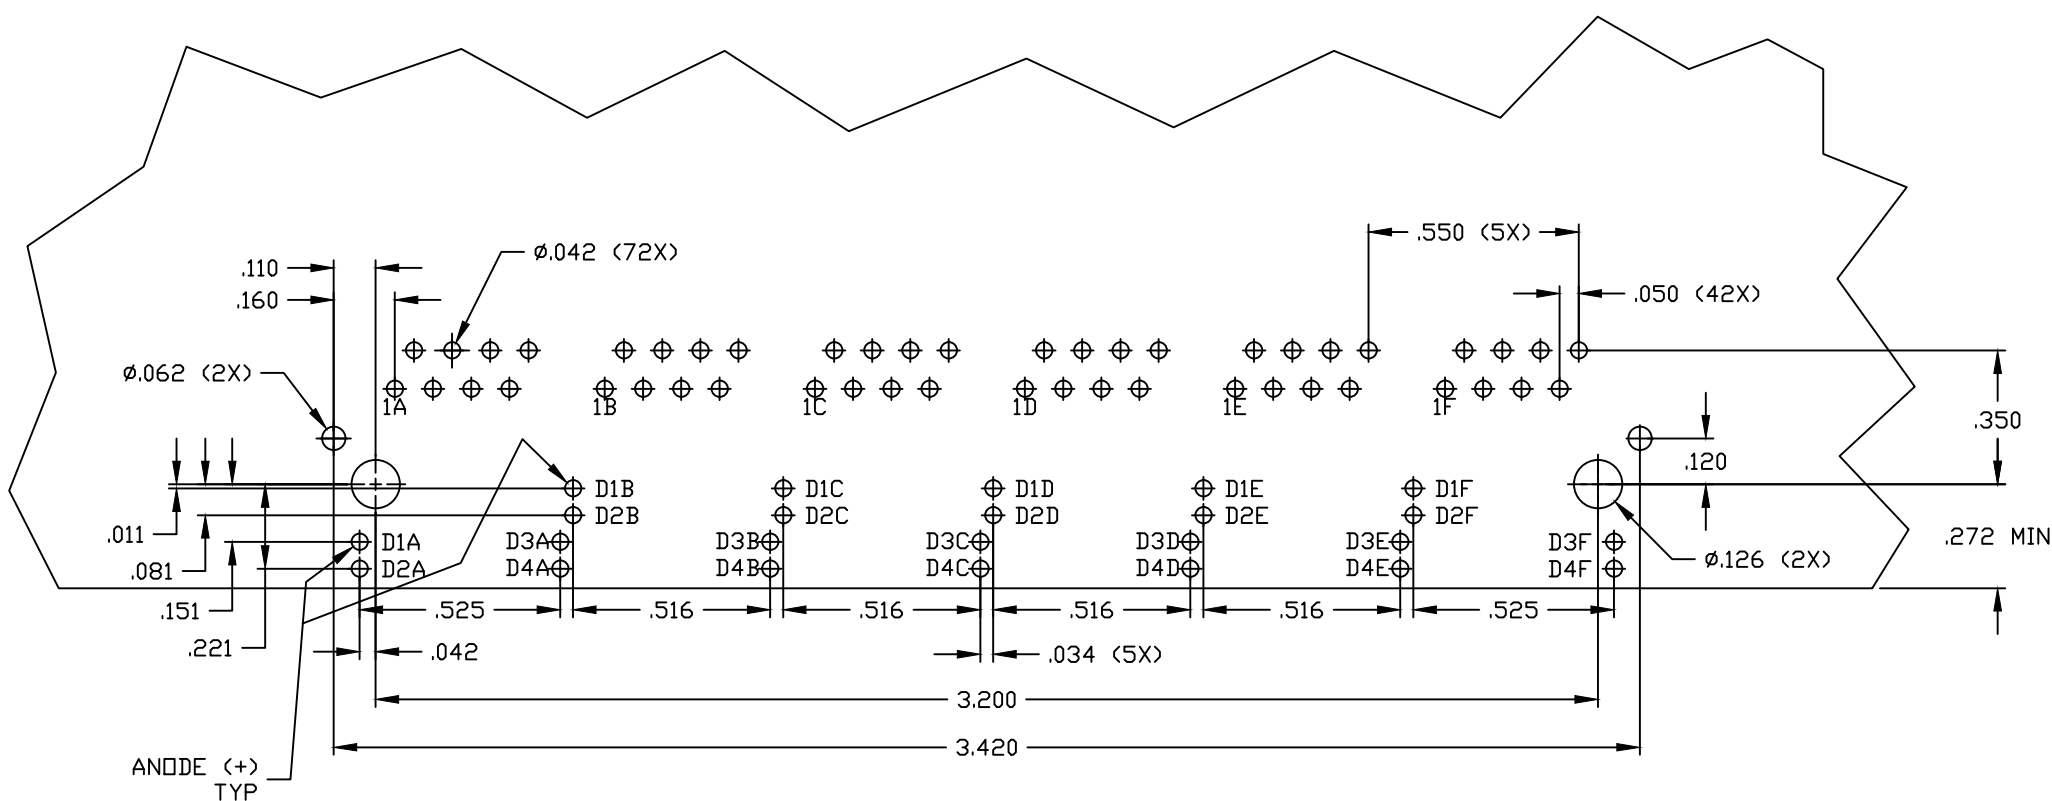 .550 (5X)
Ø.042 (72X)
.110
.160
.050 (42X)
Ø.062 (2X)
1A
1B
1C
1D
1E
1F
.350
.120
D1B
D1C
D1D
D1E
D1F
D2B
D2C
D2D
D2E
D2F
.011
D1A
D3A
D3B
D3C
D3D
D3E
D3F
.272 MIN
Ø.126 (2X)
.081
D2A
D4A
D4B
D4C
D4D
D4E
D4F
.151
.525
.516
.516
.516
.516
.525
.221
.042
.034 (5X)
3.200
3.420
ANODE (+)
TYP